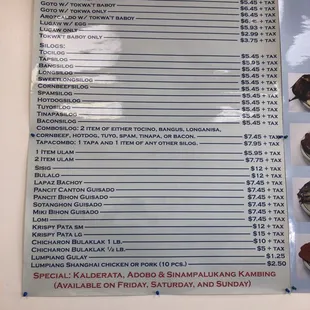 Goto w/ Tokwa't Baboy $5.45 + tax
Goto w/ Tokwa only $6.45 + tax
Arozcaldo w/ Tokwa't Baboy $6.45 + tax
Lugaw w/ Egg
Lugaw only $2.99 + tax
Tokwa't Baboy only $3.75 + tax
Silogs:
Tocilog $5.45 + tax
Tapsilog $5.45 + tax
Bangsilog $5.45 + tax
Longsilog $5.45 + tax
Sweetlongsilog $5.45 + tax
Cornbeefsilog $5.45 + tax
Spamsilog $5.45 + tax
Hotdogsilog $5.45 + tax
Tuyorsilog $5.45 + tax
Tinapasilog $5.45 + tax
Baconsilog $5.45 + tax
Combosilog: 2 item of either Tocino, Bangus, Longanisa,
Cornbeef, Hotdog, Tuyo, Spam, Tinapa, or Bacon. $7.45 + tax
Tapacombo: 1 Tapa and 1 item of any other silog. $7.95 + tax
1 item Ulam $5.95 + tax
2 item Ulam $7.75 + tax
Sisig $12 + tax
Bulalo $12 + tax
Lapaz Bachoy $7.45 + tax
Pancit Canton Guisado $7.45 + tax
Pancit Bihon Guisado $7.45 + tax
Sotanghon Guisado $7.45 + tax
Miri Bihon Guisado $7.45 + tax
Lomi $7.45 + tax
Krispy Pata sm $12 + tax
Krispy Pata lg $15 + tax
Chicharon Bulaklak 1 lb. $10 + tax
Chicharon Bulaklak ½ lb. $5 + tax
Lumpiang Gulay $1.25
Lumpiang Shanghai Chicken or Pork (10 pcs.) $2.50
Special: Kalderata, Adobo & Sinampalukang Kambing
(Available on Friday, Saturday, and Sunday)